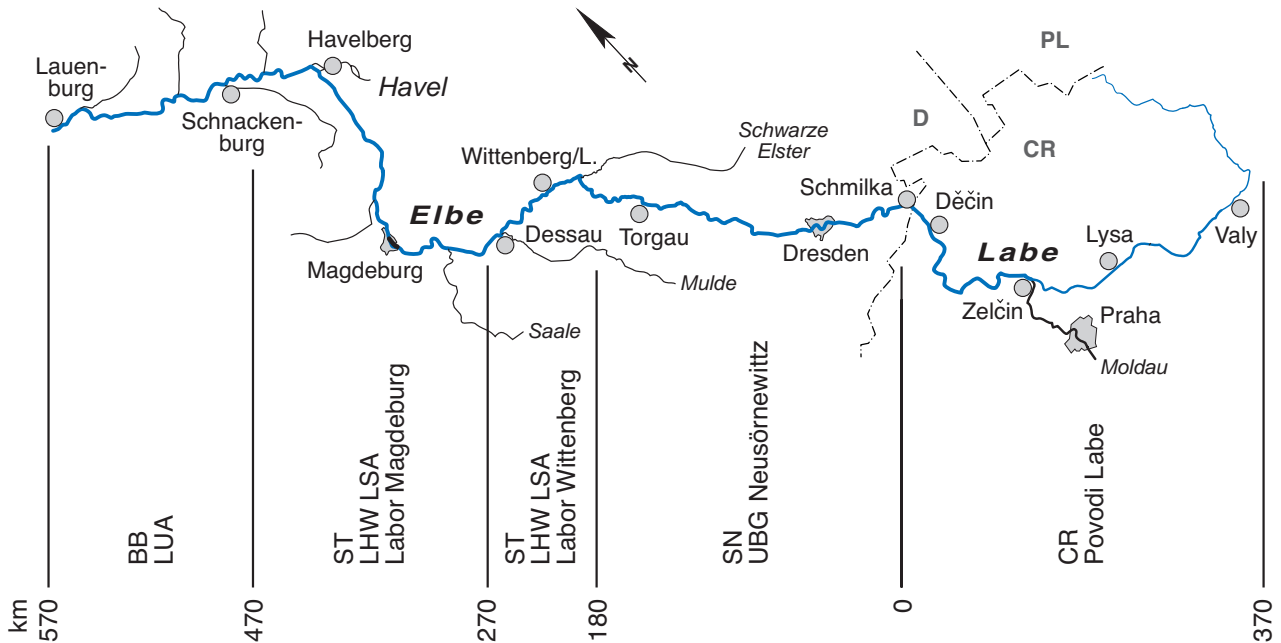 PL
Havelberg
Lauen-
burg
Havel
N
Schnacken-
burg
D
Schwarze
Elster
CR
Wittenberg/L.
Schmilka
Děčin
Elbe
Dessau
Torgau
Dresden
Labe
Lysa
Valy
Magdeburg
Mulde
Zelčin
Praha
Saale
Moldau
BB
LUA
ST
LHW LSA
Labor Magdeburg
ST
LHW LSA
Labor Wittenberg
SN
UBG Neusörnewittz
CR
Povodi Labe
km
570
470
270
180
0
370